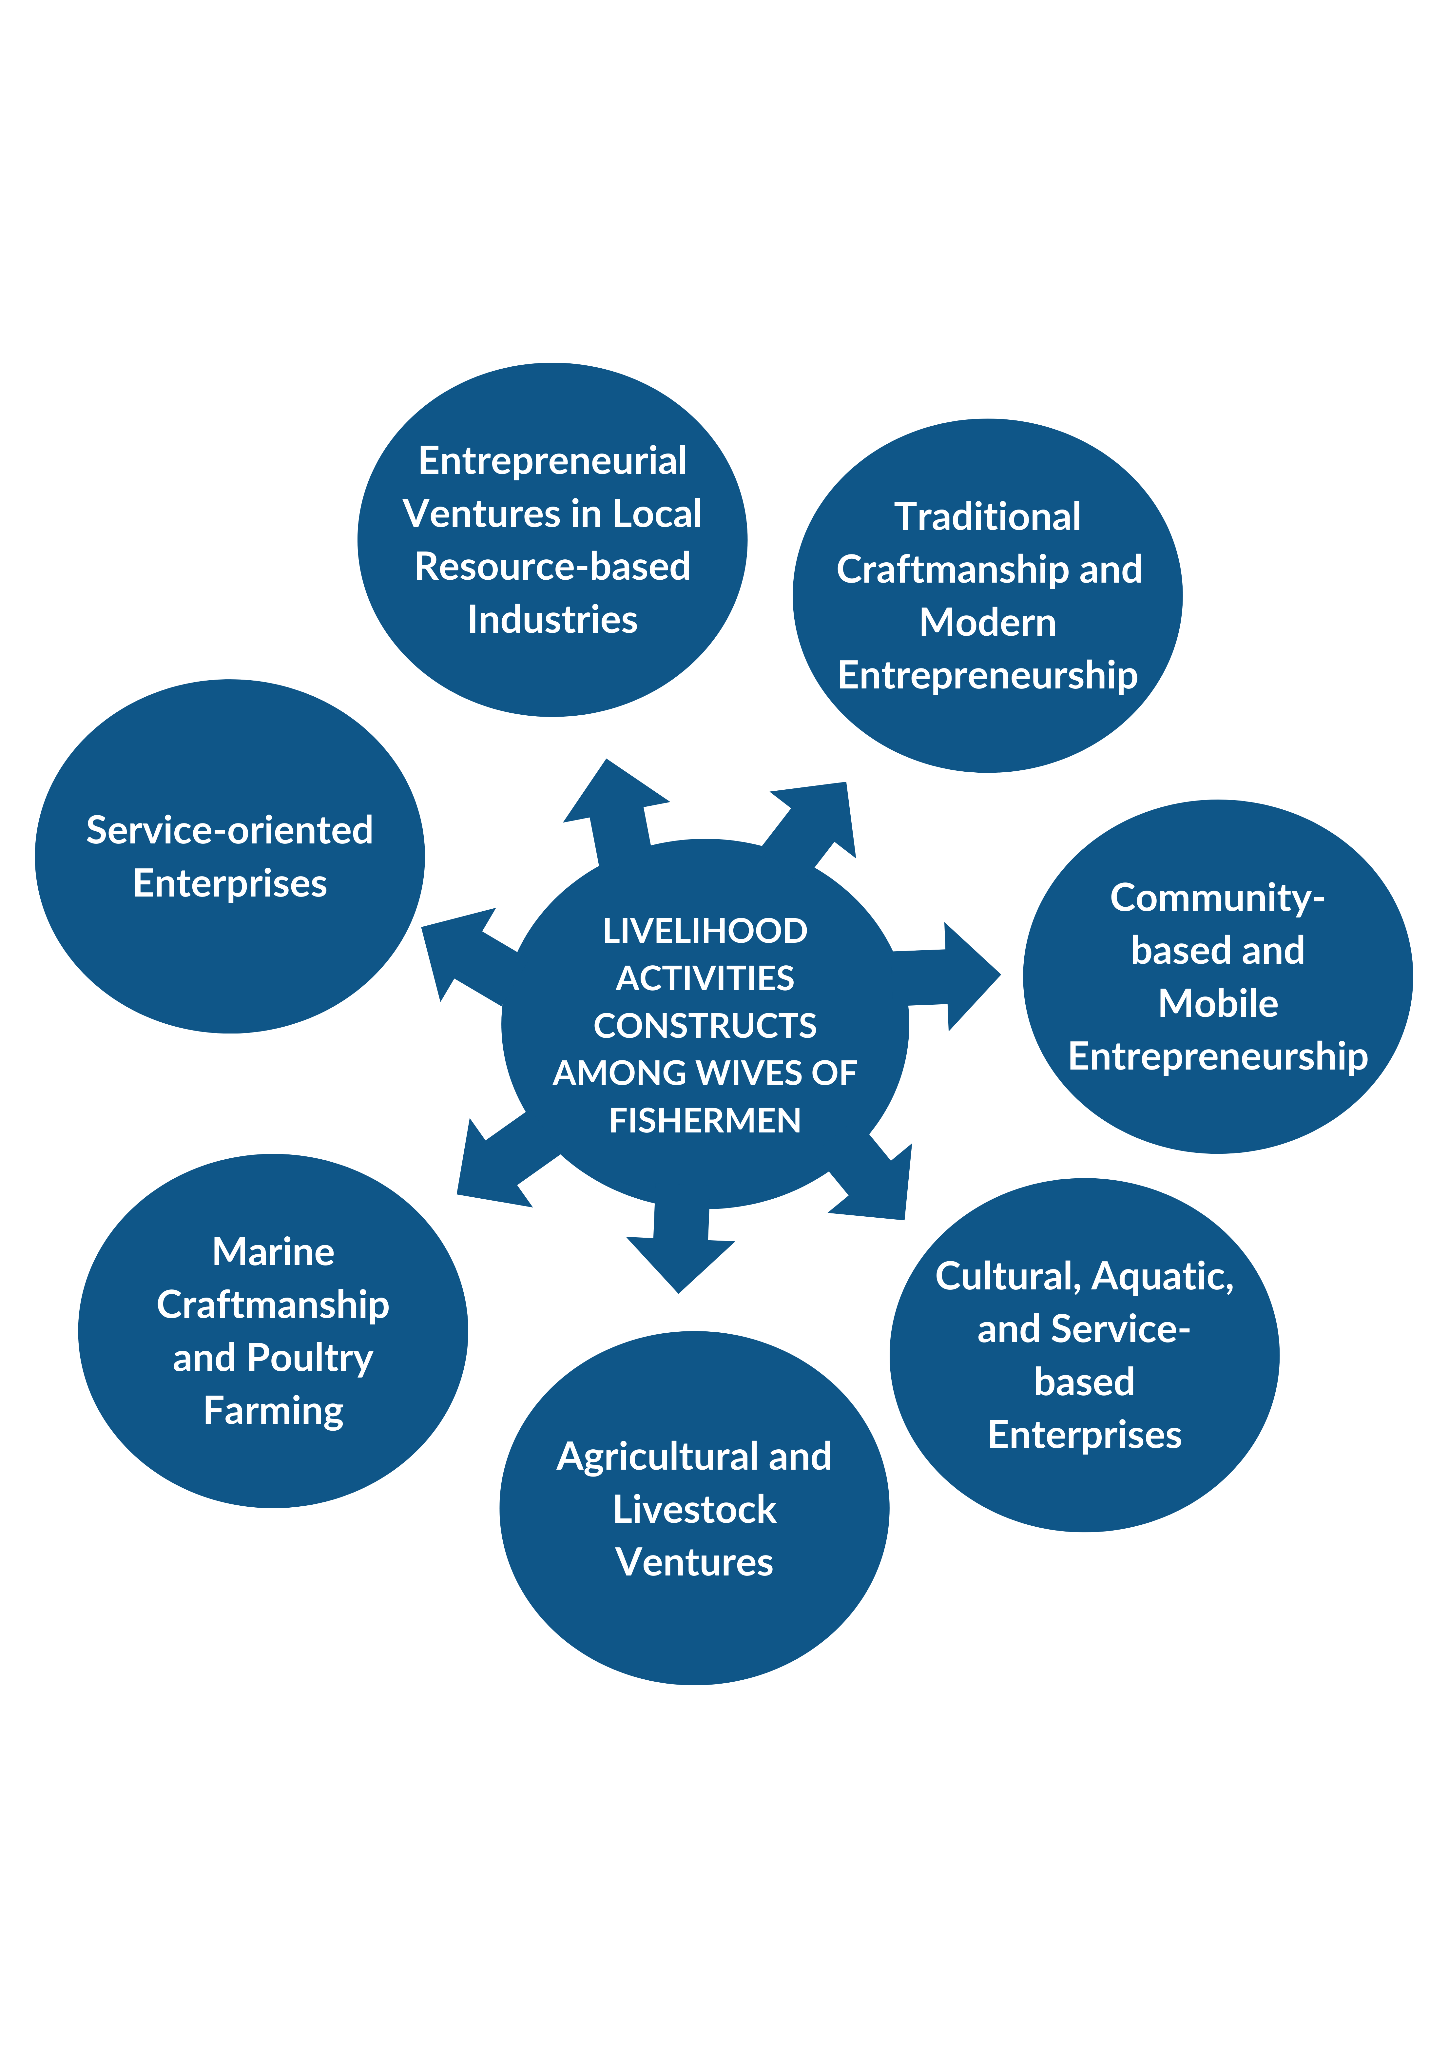 Entrepreneurial
Ventures in Local
Resource-based
Industries
Traditional
Craftmanship and
Modern
Entrepreneurship
Service-oriented
Enterprises
Community-
based and
Mobile
Entrepreneurship
LIVELIHOOD
ACTIVITIES
CONSTRUCTS
AMONG WIVES OF
FISHERMEN
Marine
Craftmanship
and Poultry
Farming
Cultural, Aquatic,
and Service-
based
Enterprises
Agricultural and
Livestock
Ventures